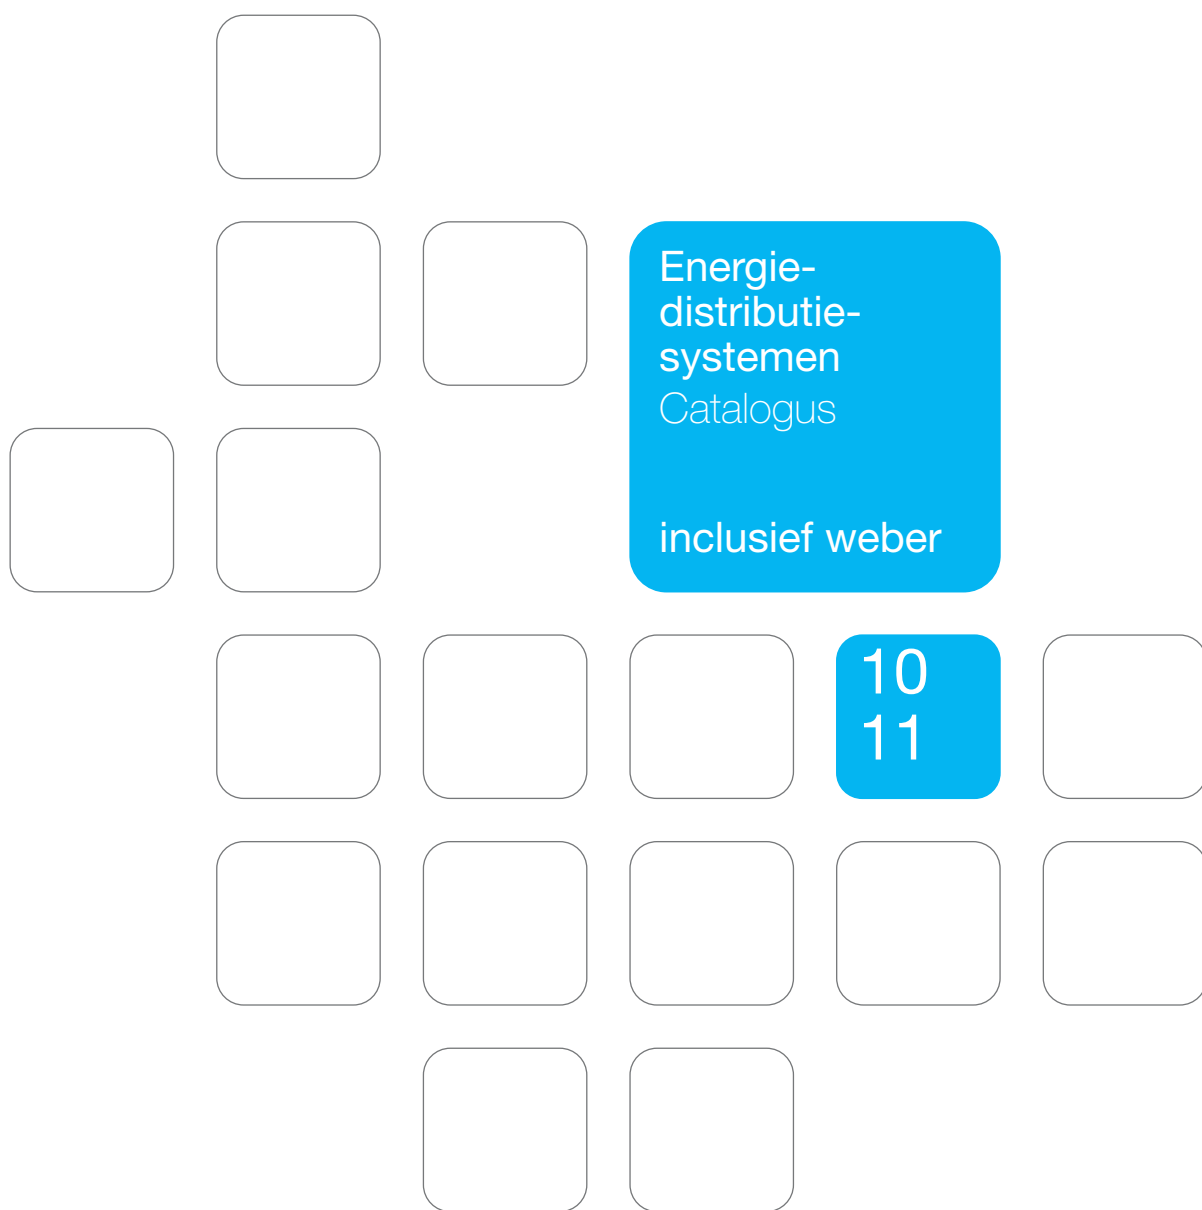 Energie-
distributie-
systemen
Catalogus
inclusief weber
10
11